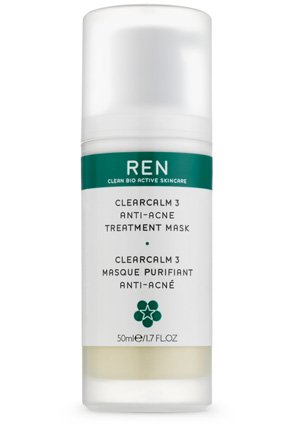 REN
CLEAN BIO ACTIVE SKINCARE
CLEARCALM 3
ANTI-ACNE
TREATMENT MASK
CLEARCALM 3
MASQUE PURIFIANT
ANTI-ACNÉ
50ml℮/1.7 FL.OZ